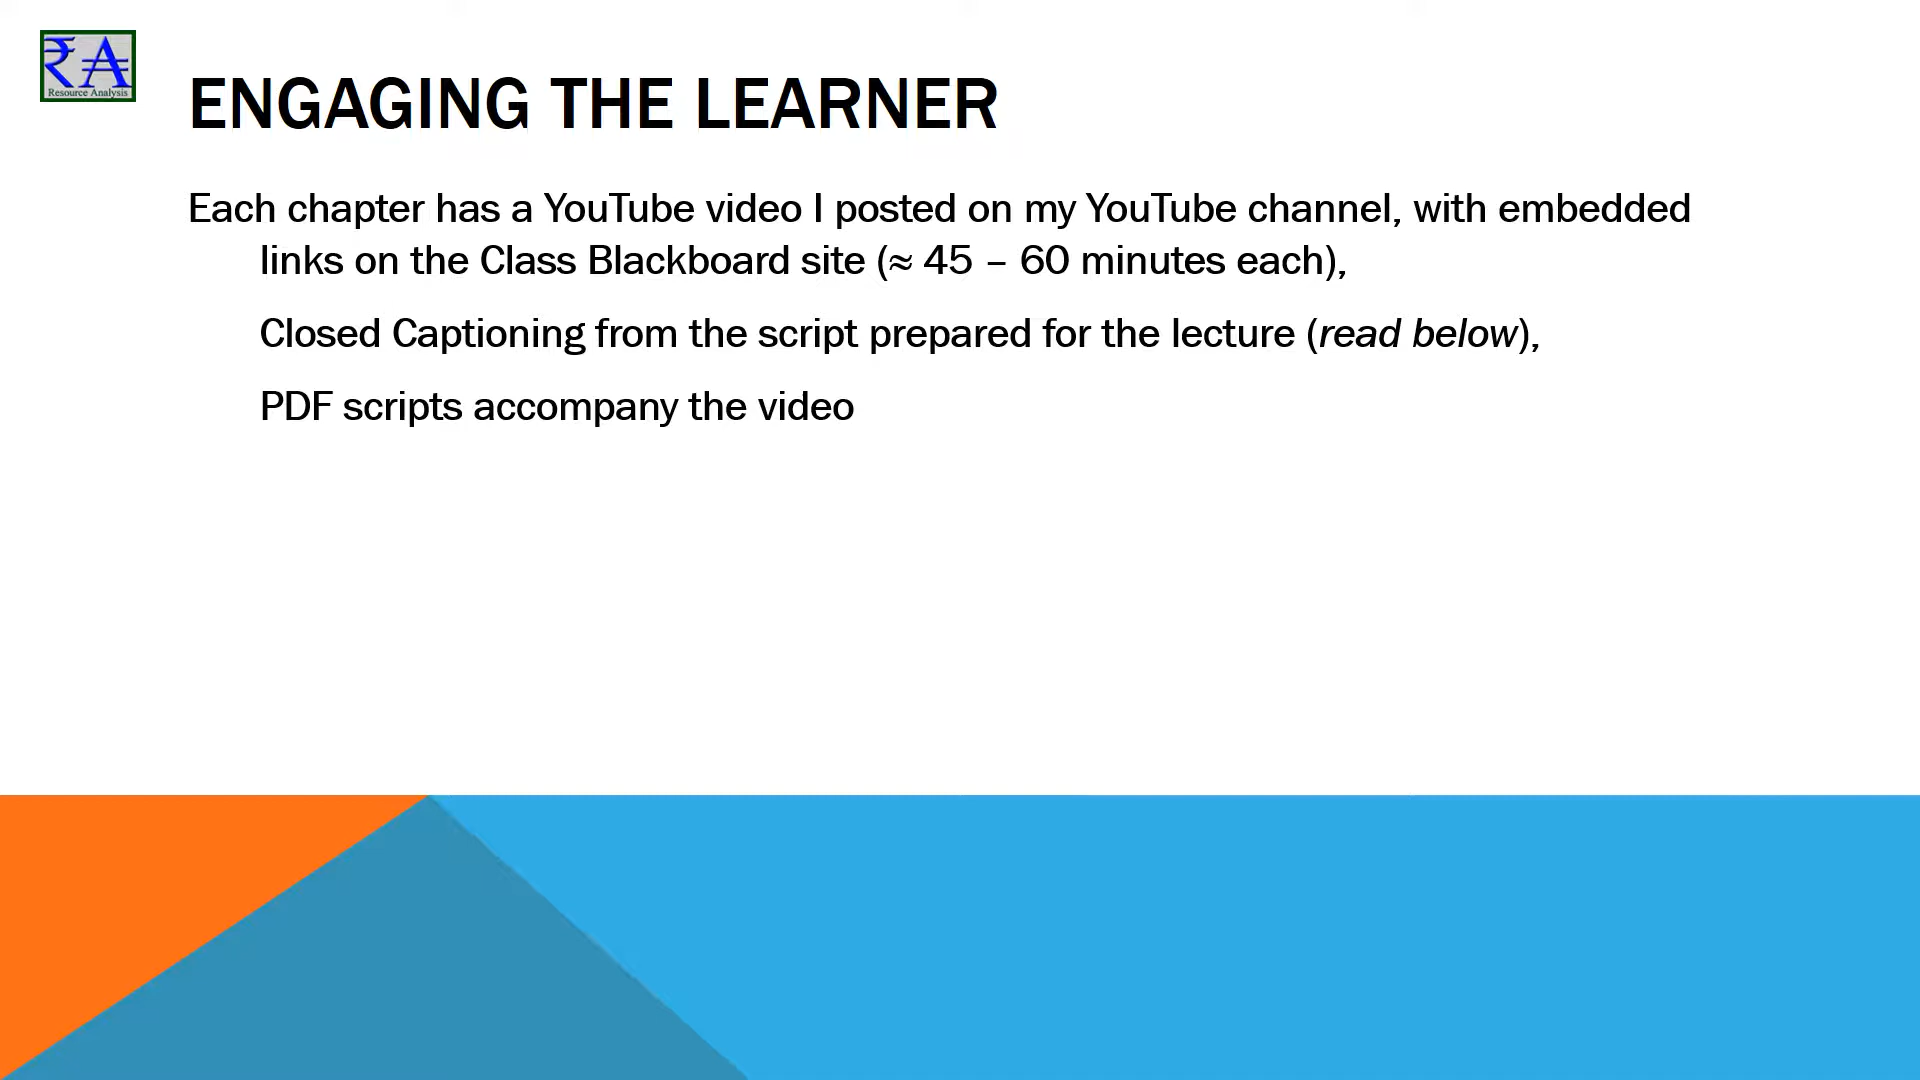 ₹A
Resource Analysis
ENGAGING THE LEARNER
Each chapter has a YouTube video I posted on my YouTube channel, with embedded
links on the Class Blackboard site (≈ 45 – 60 minutes each),
Closed Captioning from the script prepared for the lecture (read below),
PDF scripts accompany the video